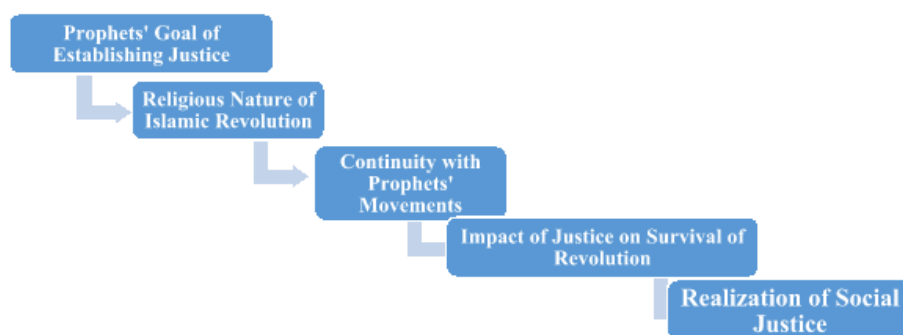 Prophets' Goal of
Establishing Justice
Religious Nature of
Islamic Revolution
Continuity with
Prophets'
Movements
Impact of Justice on Survival of
Revolution
Realization of Social
Justice